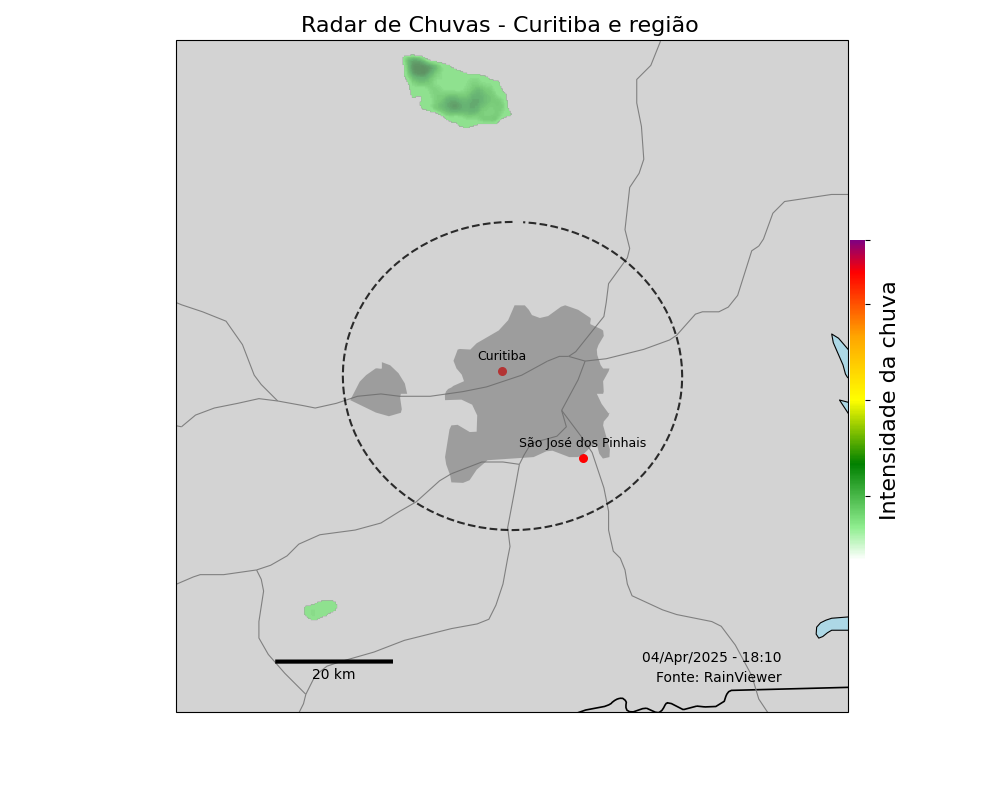 Radar de Chuvas - Curitiba e região
Curitiba
São José dos Pinhais
Intensidade da chuva
04/Apr/2025 - 18:10
20 km
Fonte: RainViewer